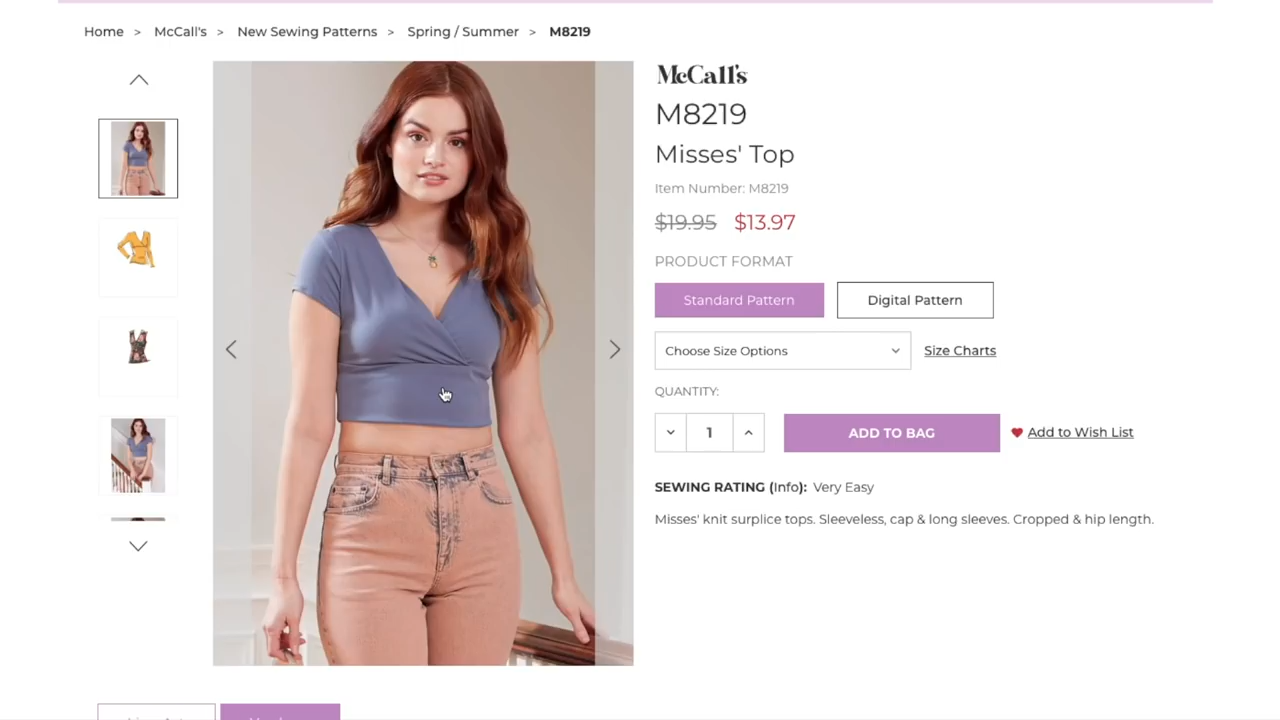 Home > McCall's > New Sewing Patterns > Spring / Summer > M8219
McCall's
M8219
Misses' Top
Item Number: M8219
$19.95 $13.97
PRODUCT FORMAT
Standard Pattern Digital Pattern
Choose Size Options Size Charts
QUANTITY:
1 ADD TO BAG Add to Wish List
SEWING RATING (Info): Very Easy
Misses' knit surplice tops. Sleeveless, cap & long sleeves. Cropped & hip length.